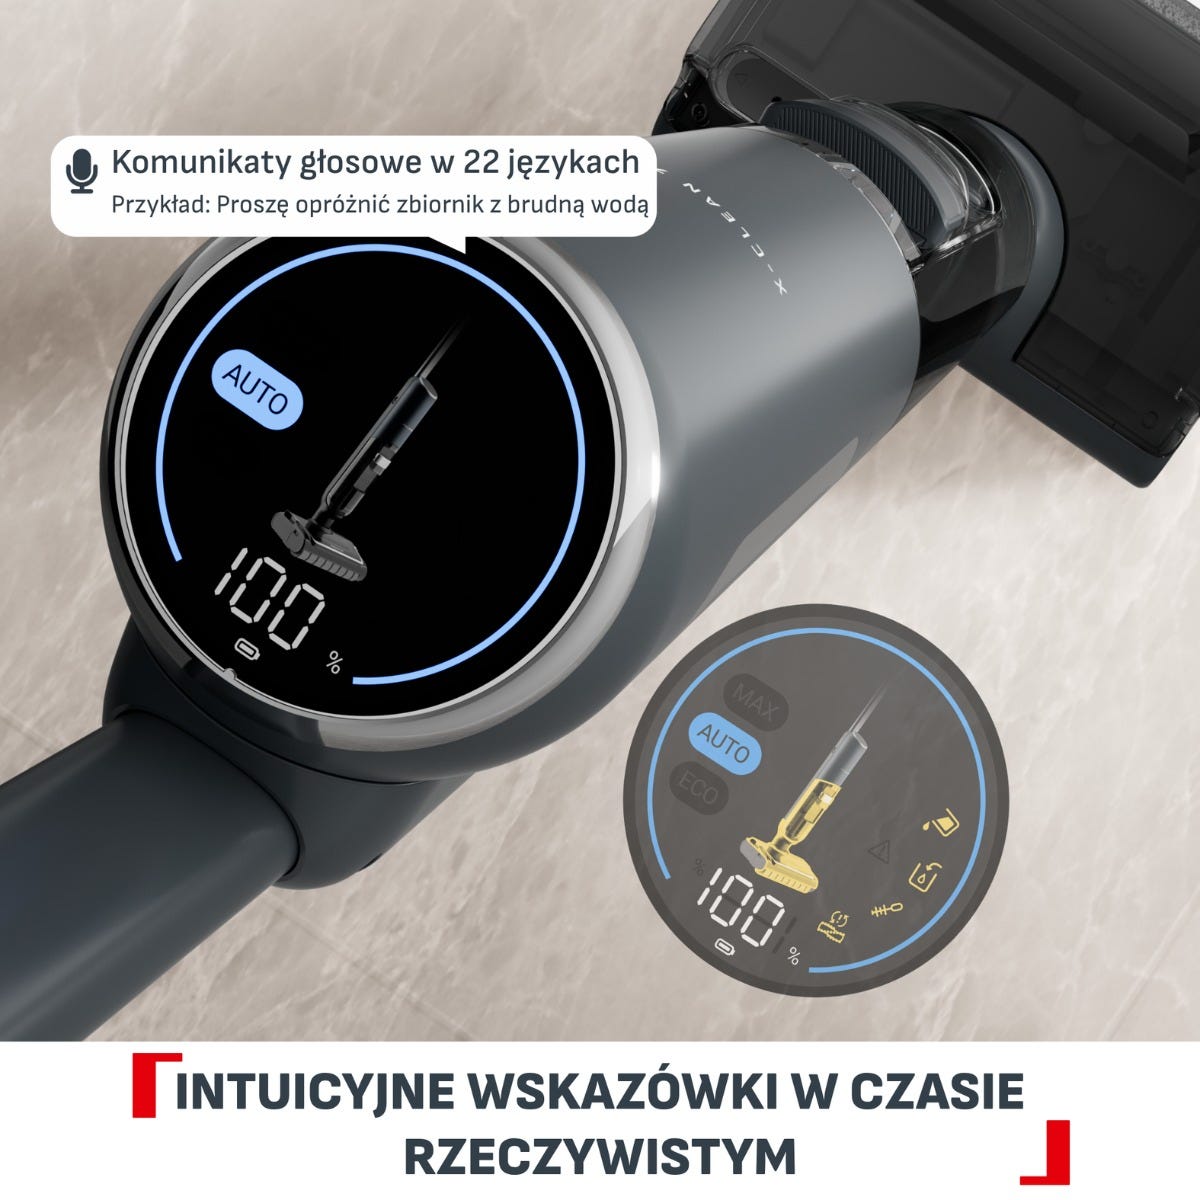 Komunikaty głosowe w 22 językach
Przykład: Proszę opróżnić zbiornik z brudną wodą
X-CLEAN
AUTO
100
%
MAX
AUTO
ECO
%
100
%
INTUICYJNE WSKAZÓWKI W CZASIE
RZECZYWISTYM